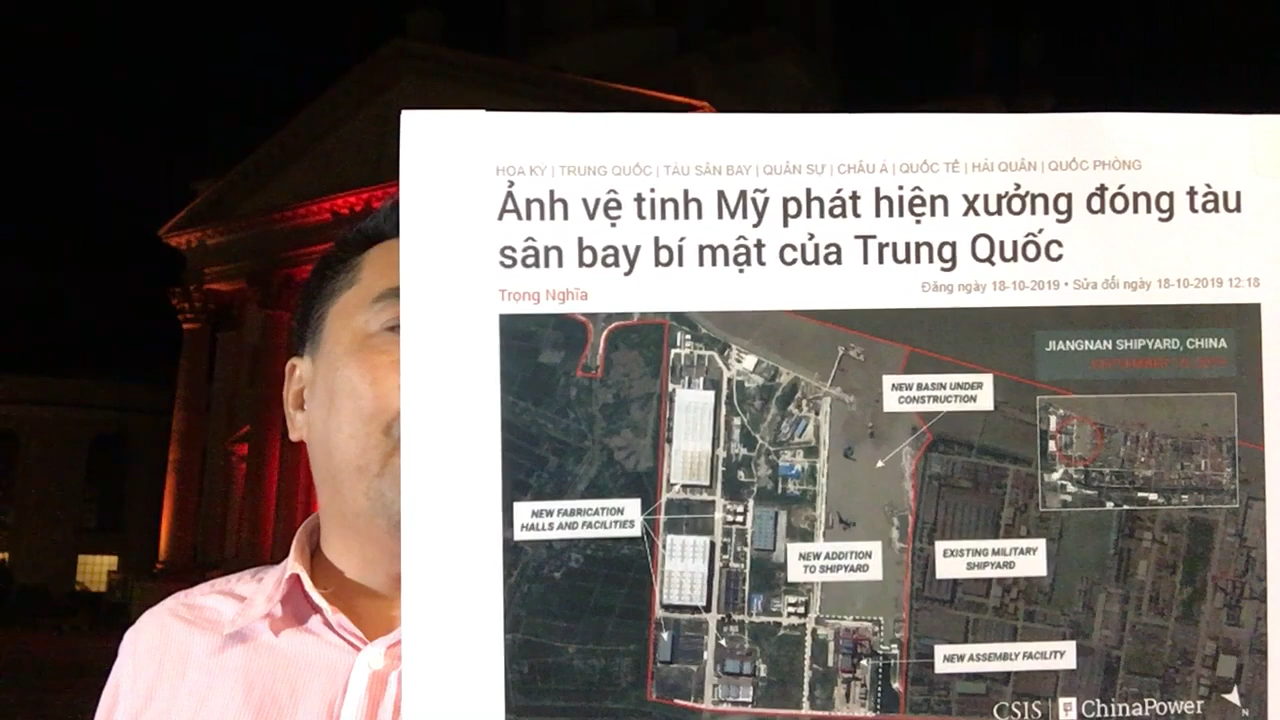 HOA KỲ | TRUNG QUỐC | TÀU SÂN BAY | QUÂN SỰ | CHÂU Á | QUỐC TẾ | HẢI QUÂN | QUỐC PHÒNG
Ảnh vệ tinh Mỹ phát hiện xưởng đóng tàu
sân bay bí mật của Trung Quốc
Trọng Nghĩa
Đăng ngày 18-10-2019 • Sửa đổi ngày 18-10-2019 12:18
JIANGNAN SHIPYARD, CHINA
NEW BASIN UNDER
CONSTRUCTION
NEW FABRICATION
HALLS AND FACILITIES
NEW ADDITION
TO SHIPYARD
EXISTING MILITARY
SHIPYARD
NEW ASSEMBLY FACILITY
CSIS | ChinaPower
N